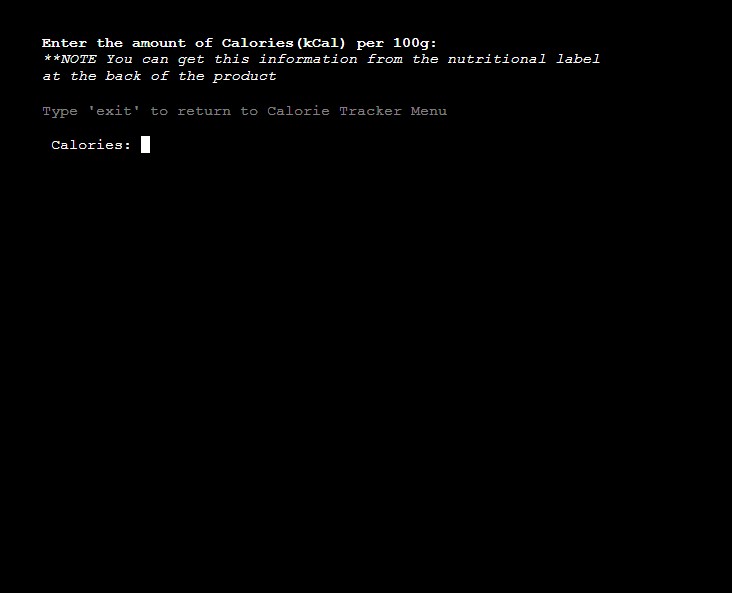 Enter the amount of Calories(kCal) per 100g:
**NOTE You can get this information from the nutritional label
at the back of the product
Type 'exit' to return to Calorie Tracker Menu
Calories: